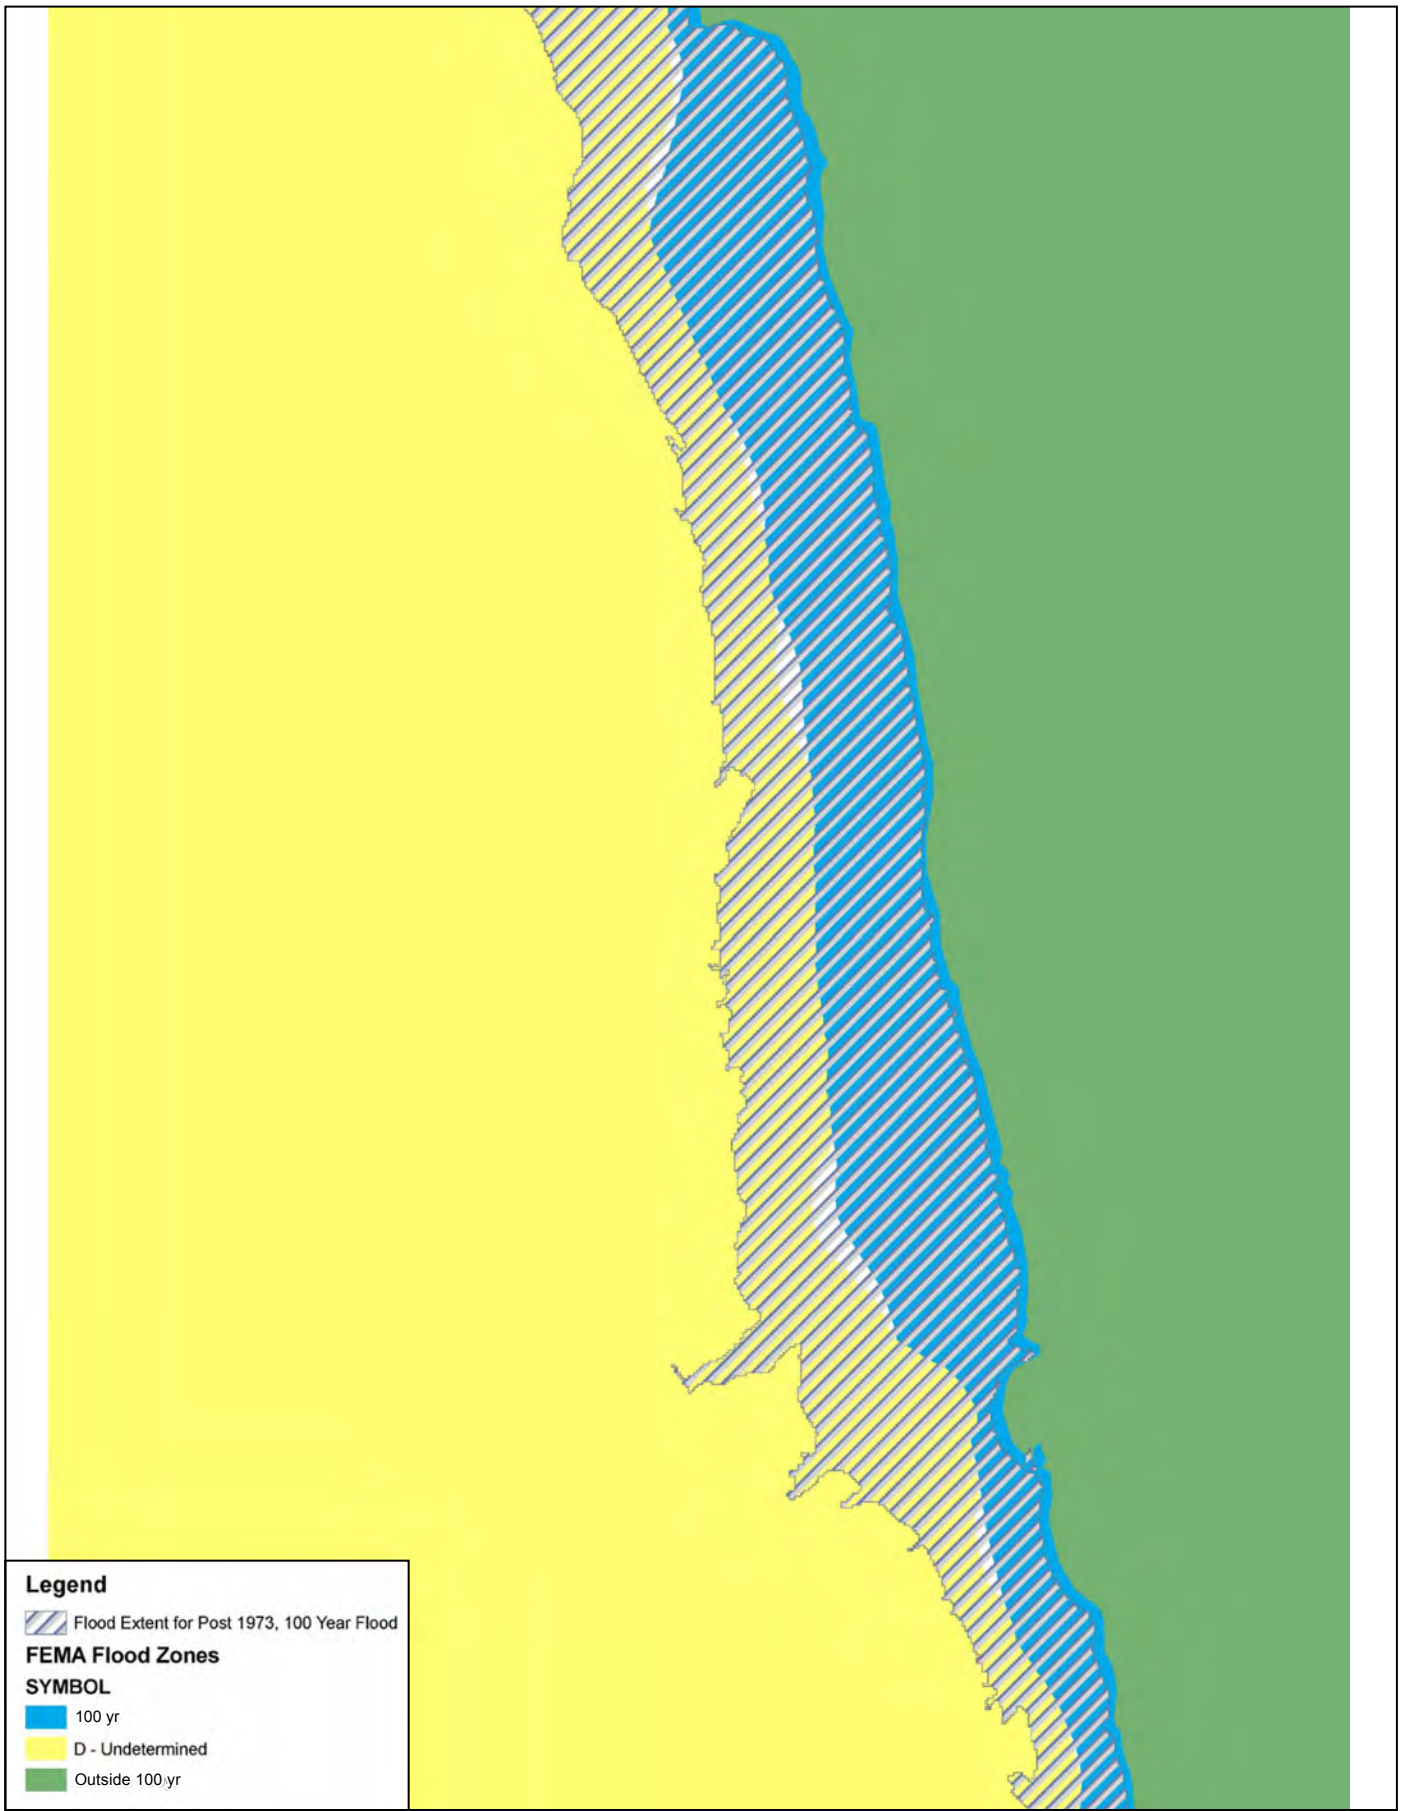 Legend
Flood Extent for Post 1973, 100 Year Flood
FEMA Flood Zones
SYMBOL
100 yr
D - Undetermined
Outside 100 yr